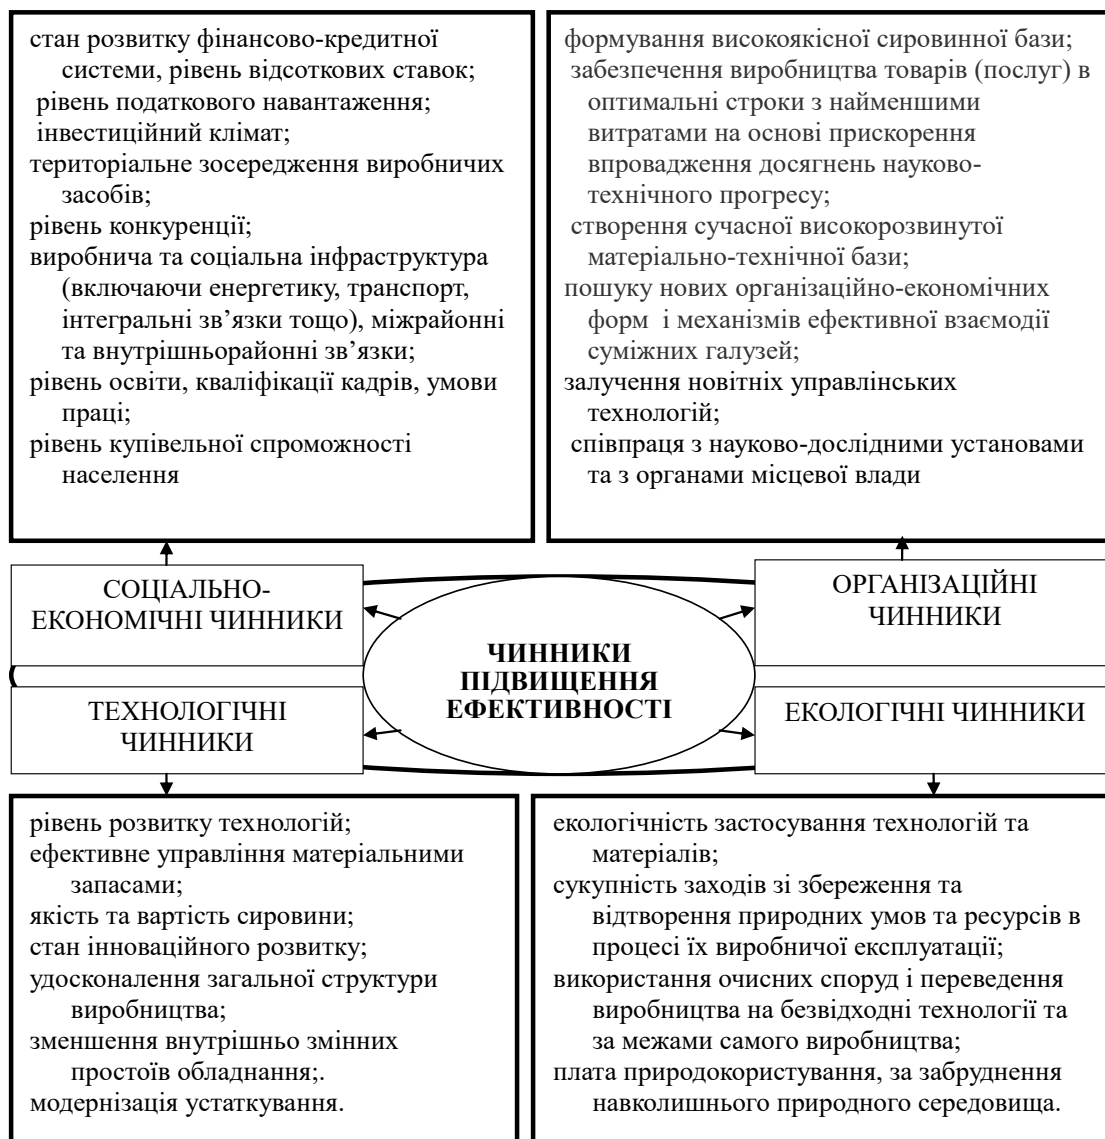 стан розвитку фінансово-кредитної
системи, рівень відсоткових ставок;
рівень податкового навантаження;
інвестиційний клімат;
територіальне зосередження виробничих
засобів;
рівень конкуренції;
виробнича та соціальна інфраструктура
(включаючи енергетику, транспорт,
інтегральні зв’язки тощо), міжрайонні
та внутрішньорайонні зв’язки;
рівень освіти, кваліфікації кадрів, умови
праці;
рівень купівельної спроможності
населення
формування високоякісної сировинної бази;
забезпечення виробництва товарів (послуг) в
оптимальні строки з найменшими
витратами на основі прискорення
впровадження досягнень науково-
технічного прогресу;
створення сучасної високорозвинутої
матеріально-технічної бази;
пошуку нових організаційно-економічних
форм і механізмів ефективної взаємодії
суміжних галузей;
залучення новітніх управлінських
технологій;
співпраця з науково-дослідними установами
та з органами місцевої влади
СОЦІАЛЬНО-
ЕКОНОМІЧНІ ЧИННИКИ
ОРГАНІЗАЦІЙНІ
ЧИННИКИ
ЧИННИКИ
ПІДВИЩЕННЯ
ЕФЕКТИВНОСТІ
ТЕХНОЛОГІЧНІ
ЧИННИКИ
ЕКОЛОГІЧНІ ЧИННИКИ
рівень розвитку технологій;
ефективне управління матеріальними
запасами;
якість та вартість сировини;
стан інноваційного розвитку;
удосконалення загальної структури
виробництва;
зменшення внутрішньо змінних
простоїв обладнання;.
модернізація устаткування.
екологічність застосування технологій та
матеріалів;
сукупність заходів зі збереження та
відтворення природних умов та ресурсів в
процесі їх виробничої експлуатації;
використання очисних споруд і переведення
виробництва на безвідходні технології та
за межами самого виробництва;
плата природокористування, за забруднення
навколишнього природного середовища.